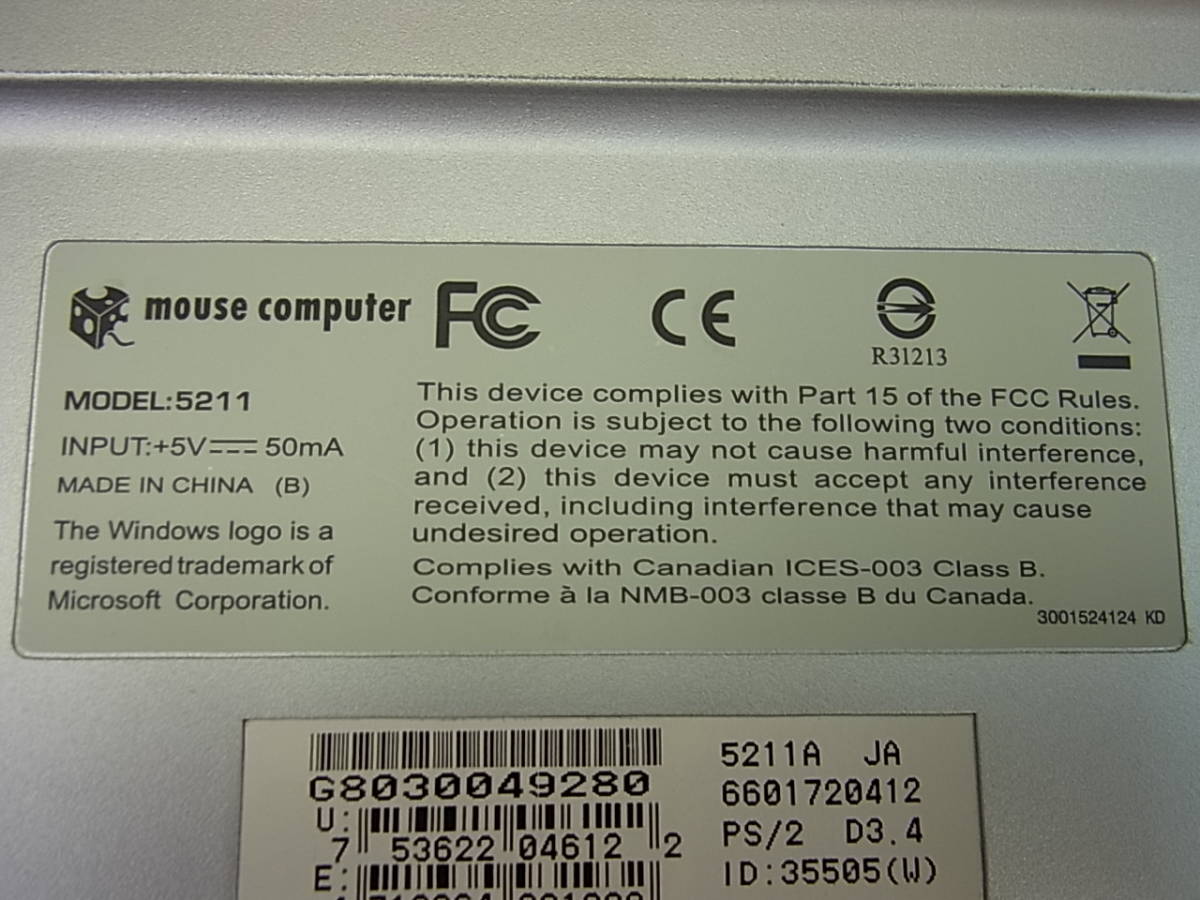 mouse computer
FC CE
R31213
MODEL:5211
INPUT:+5V 50mA
MADE IN CHINA (B)
The Windows logo is a
registered trademark of
Microsoft Corporation.
This device complies with Part 15 of the FCC Rules.
Operation is subject to the following two conditions:
(1) this device may not cause harmful interference,
and (2) this device must accept any interference
received, including interference that may cause
undesired operation.
Complies with Canadian ICES-003 Class B.
Conforme à la NMB-003 classe B du Canada.
3001524124 KD
G8030049280
U:
7 53622 04612 2
E:
5211A JA
6601720412
PS/2 D3.4
ID:35505(W)